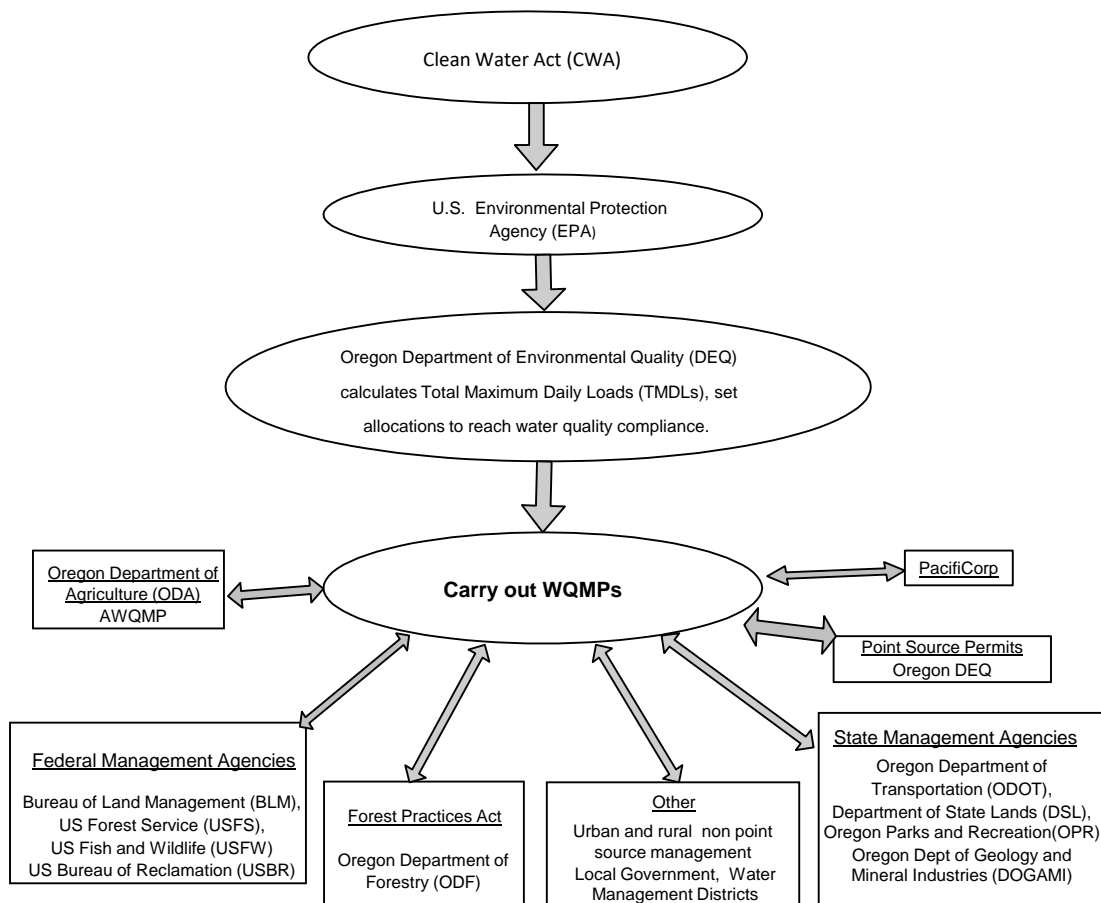 Clean Water Act (CWA)
U.S. Environmental Protection
Agency (EPA)
Oregon Department of Environmental Quality (DEQ)
calculates Total Maximum Daily Loads (TMDLs), set
allocations to reach water quality compliance.
Carry out WQMPs
Oregon Department of
Agriculture (ODA)
AWQMP
PacifiCorp
Point Source Permits
Oregon DEQ
Federal Management Agencies
Bureau of Land Management (BLM),
US Forest Service (USFS),
US Fish and Wildlife (USFW)
US Bureau of Reclamation (USBR)
Forest Practices Act
Oregon Department of
Forestry (ODF)
Other
Urban and rural non point
source management
Local Government, Water
Management Districts
State Management Agencies
Oregon Department of
Transportation (ODOT),
Department of State Lands (DSL),
Oregon Parks and Recreation(OPR)
Oregon Dept of Geology and
Mineral Industries (DOGAMI)